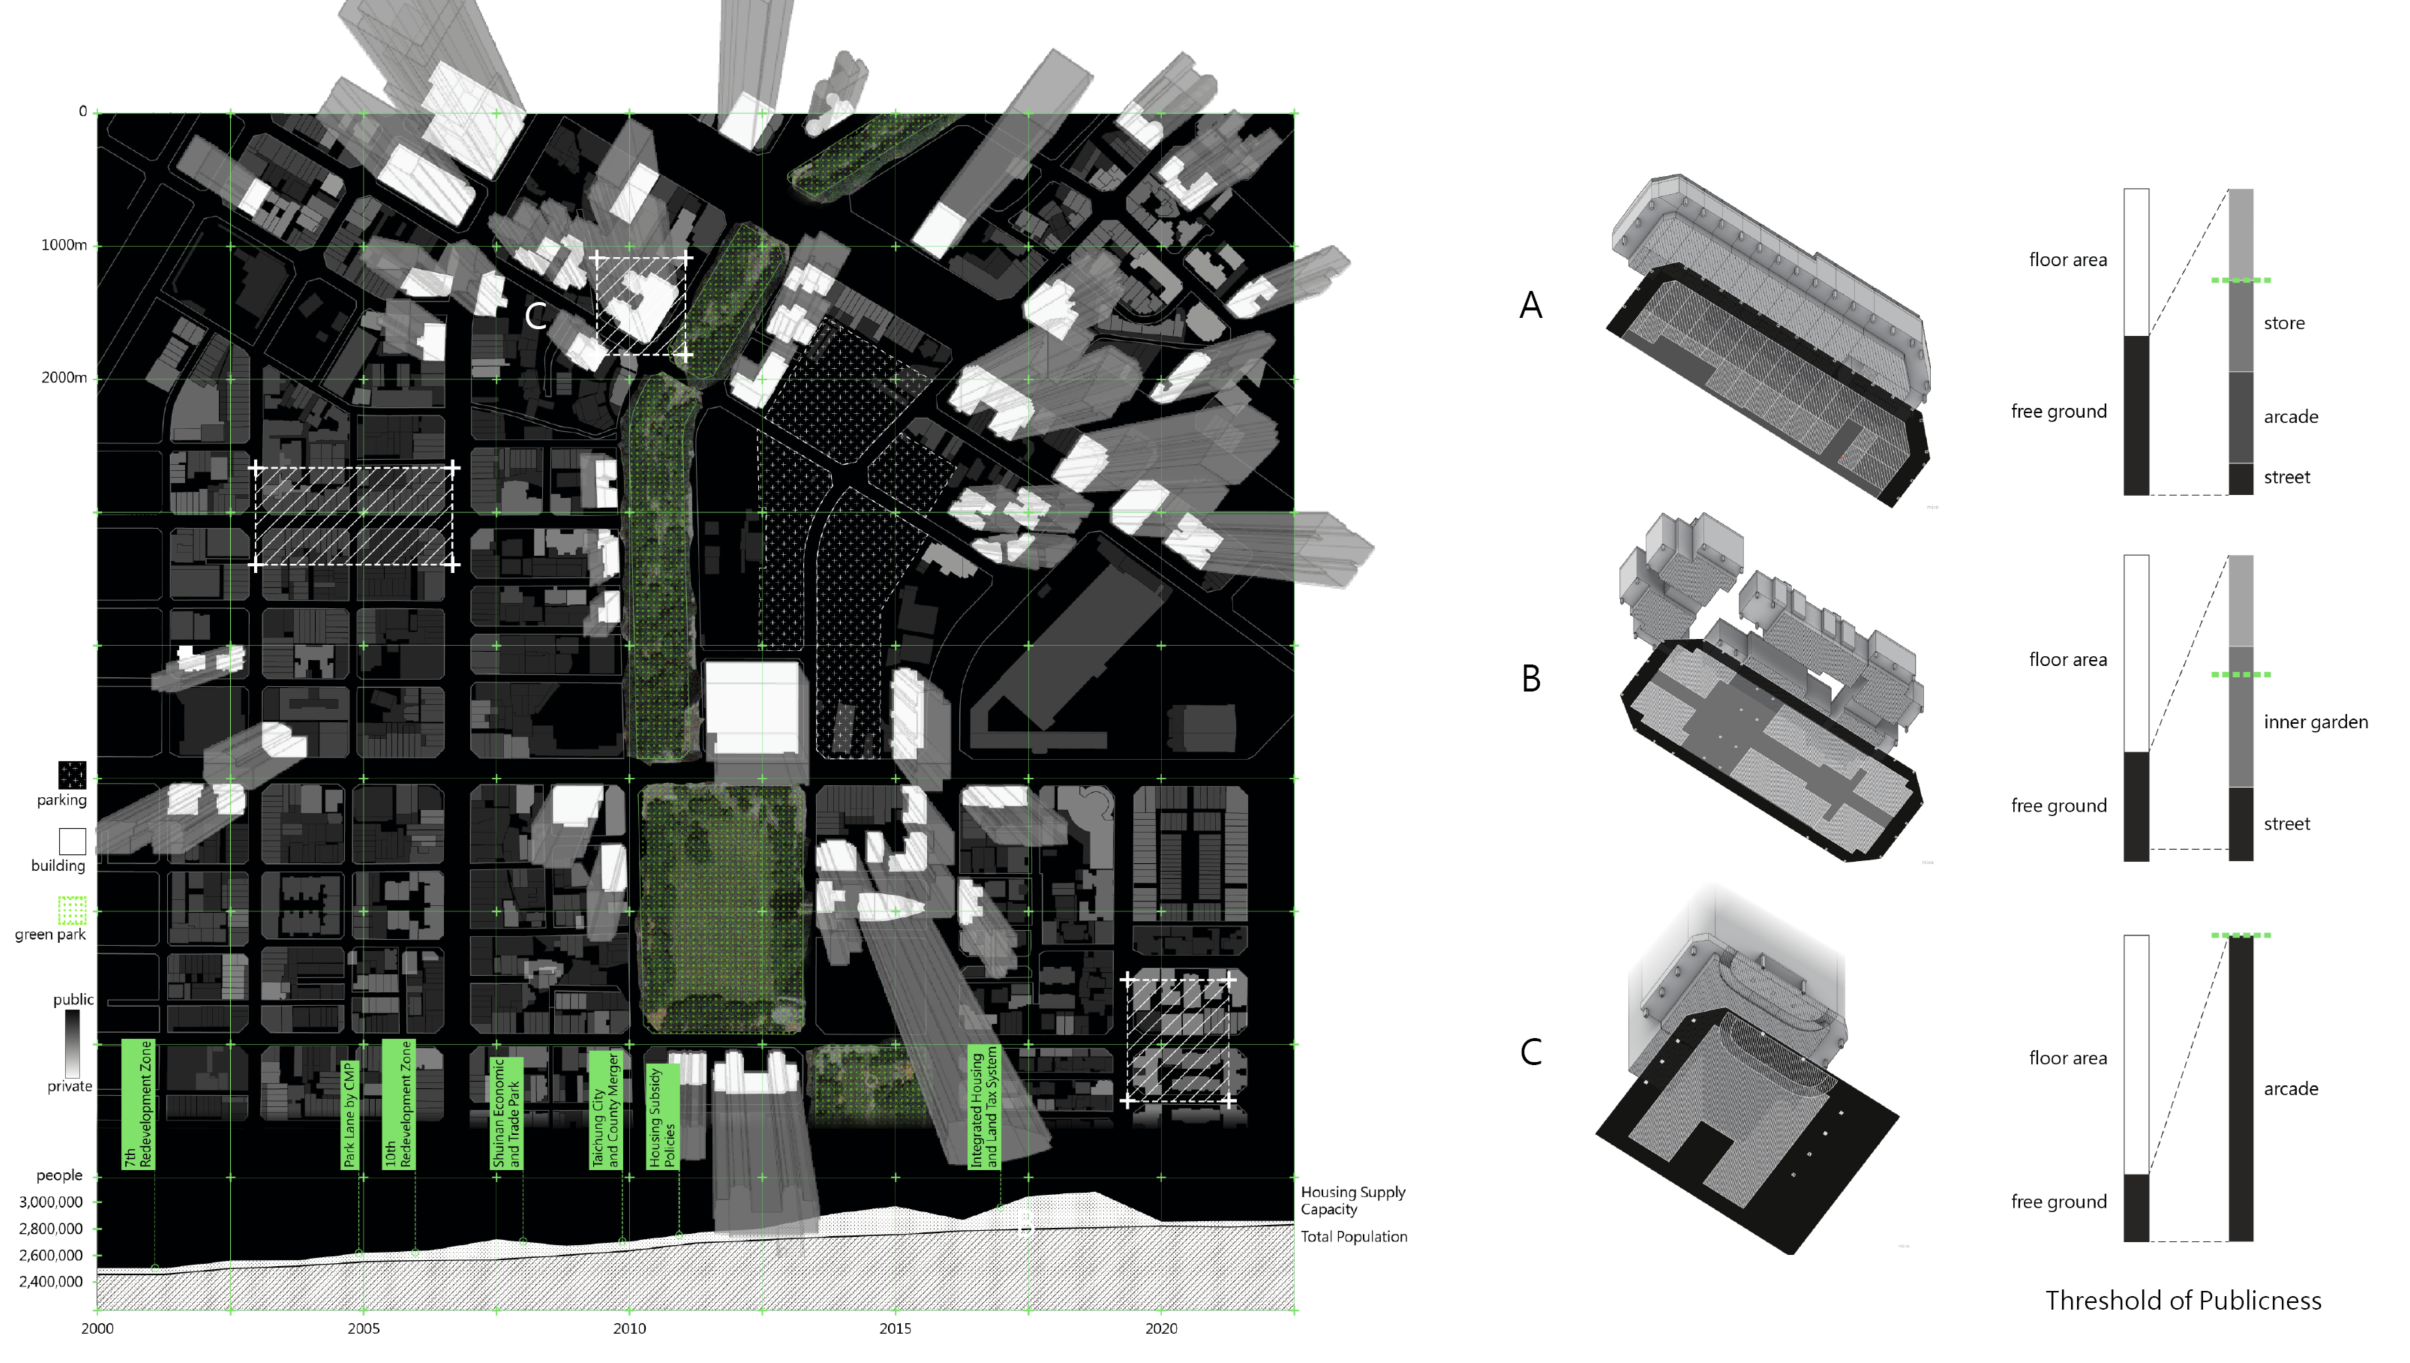 0
1000m
2000m
C
parking
building
green park
public
private
7th
Redevelopment Zone
Park Lane by CMP
10th
Redevelopment Zone
Shuinan Economic
and Trade Park
Taichung City
and County Merger
Housing Subsidy
Policies
Integrated Housing
and Land Tax System
people
3,000,000
2,800,000
2,600,000
2,400,000
B
Housing Supply
Capacity
Total Population
2000
2005
2010
2015
2020
A
floor area
free ground
store
arcade
street
B
floor area
free ground
inner garden
street
C
floor area
free ground
arcade
Threshold of Publicness